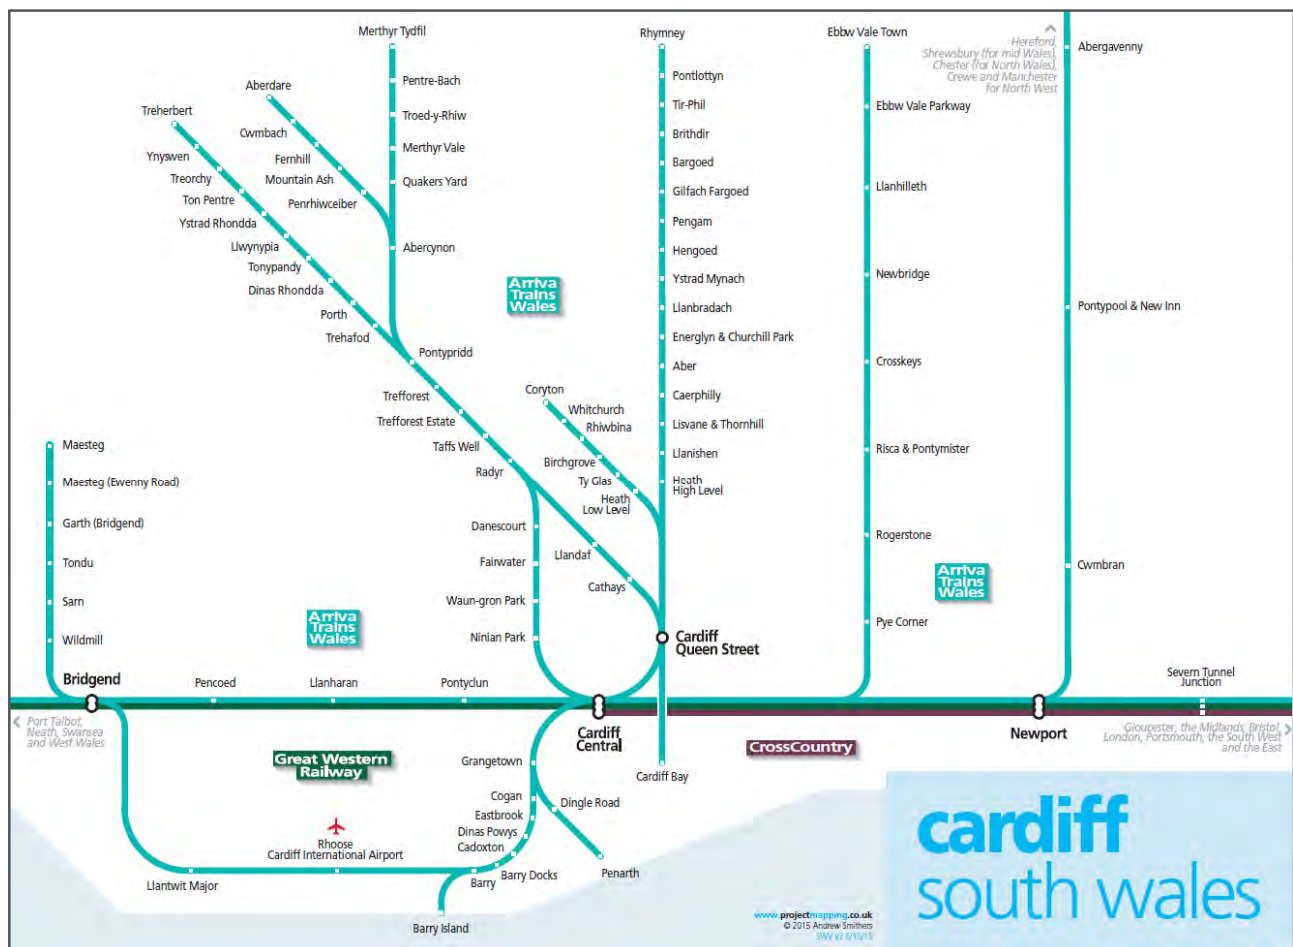 Merthyr Tydfil
Pentre-Bach
Troed-y-Rhiw
Merthyr Vale
Quakers Yard
Abercynon
Aberdare
Cwmbach
Fernhill
Mountain Ash
Penrhiwceiber
Treherbert
Ynyswen
Treorchy
Ton Pentre
Ystrad Rhondda
Llwynypia
Tonypandy
Dinas Rhondda
Porth
Trehafod
Pontypridd
Trefforest
Trefforest Estate
Taffs Well
Radyr
Danescourt
Fairwater
Waun-gron Park
Ninian Park
Llandaf
Cathays
Arriva
Trains
Wales
Coryton
Whitchurch
Rhiwbina
Birchgrove
Ty Glas
Heath
Low Level
Rhymney
Pontlottyn
Tir-Phil
Brithdir
Bargoed
Gilfach Fargoed
Pengam
Hengoed
Ystrad Mynach
Llanbradach
Energlyn & Churchill Park
Aber
Caerphilly
Lisvane & Thornhill
Llanishen
Heath
High Level
Cardiff
Queen Street
Ebbw Vale Town
Ebbw Vale Parkway
Llanhilleth
Newbridge
Crosskeys
Risca & Pontymister
Rogerstone
Pye Corner
Hereford,
Shrewsbury (for mid Wales),
Chester (for North Wales),
Crewe and Manchester
for North West
Abergavenny
Pontypool & New Inn
Cwmbran
Arriva
Trains
Wales
Severn Tunnel
Junction
Maesteg
Maesteg (Ewenny Road)
Garth (Bridgend)
Tondu
Sarn
Wildmill
Arriva
Trains
Wales
Bridgend
Pencoed
Llanharan
Pontyclun
Port Talbot,
Neath, Swansea
and West Wales
Great Western
Railway
Cardiff
Central
CrossCountry
Newport
Gloucester, the Midlands, Bristol,
London, Portsmouth, the South West
and the East
Grangetown
Cardiff Bay
Cogan
Eastbrook
Dinas Powys
Cadoxton
Barry Docks
Dingle Road
Penarth
Rhoose
Cardiff International Airport
Llantwit Major
Barry
Barry Island
cardiff
south wales
www.projectmapping.co.uk
© 2015 Andrew Smithers